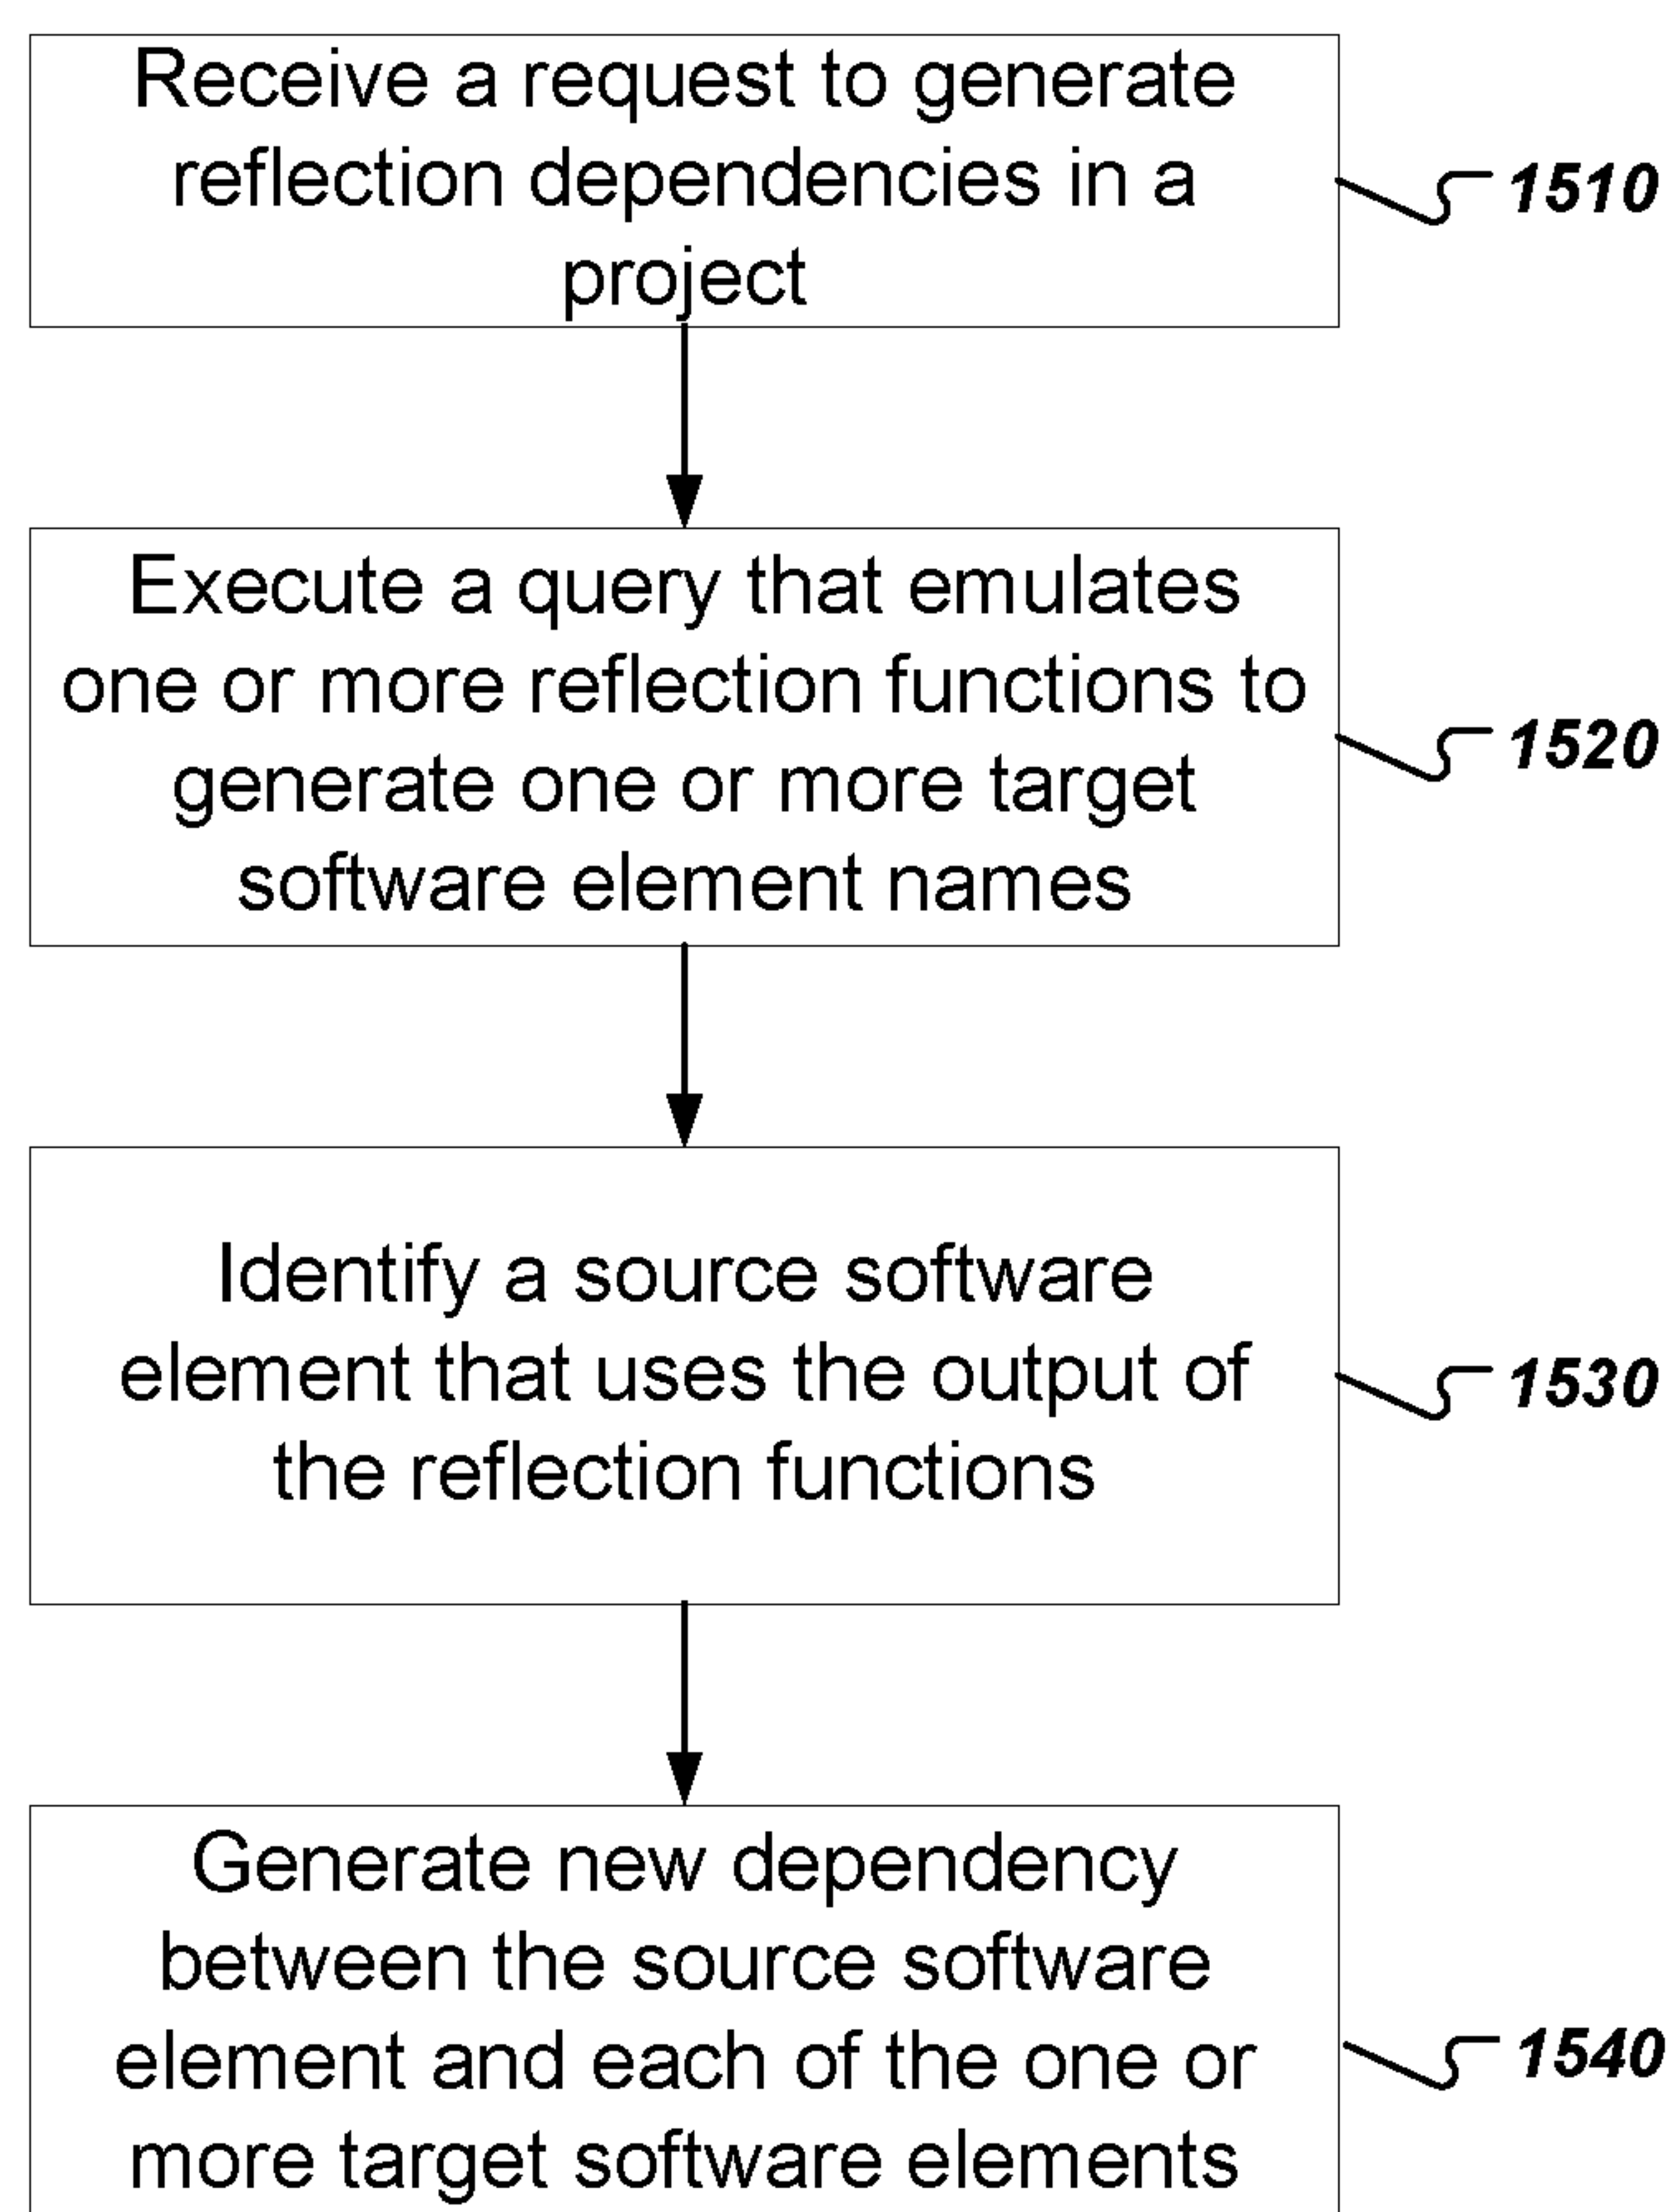 Receive a request to generate
reflection dependencies in a
project
1510
Execute a query that emulates
one or more reflection functions to
generate one or more target
software element names
1520
Identify a source software
element that uses the output of
the reflection functions
1530
Generate new dependency
between the source software
element and each of the one or
more target software elements
1540